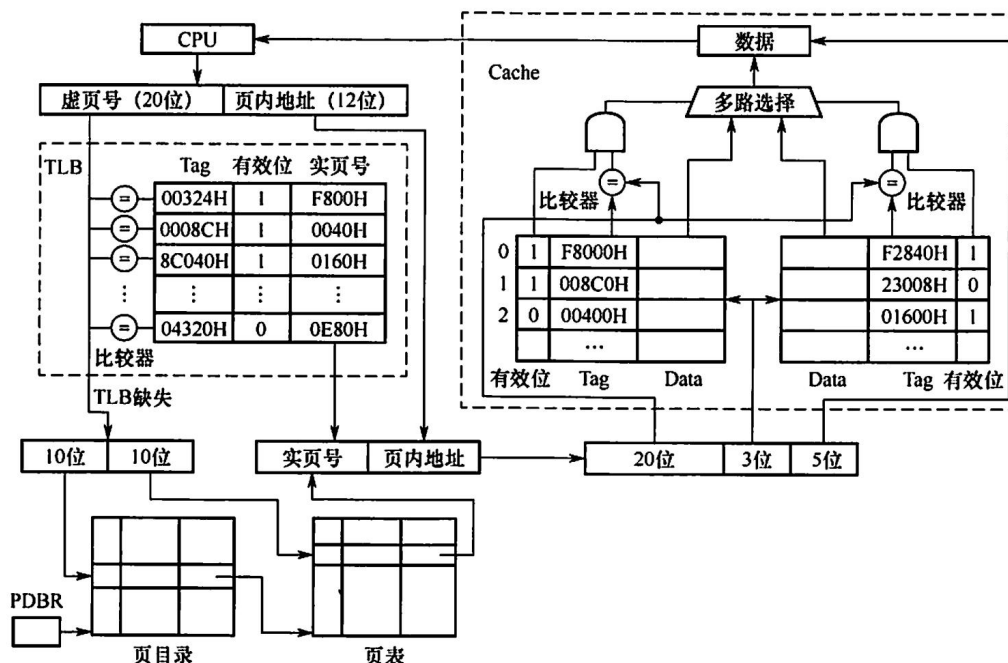 CPU
虚页号（20位） 页内地址（12位）
TLB
Tag 有效位 实页号
= 00324H 1 F800H
= 0008CH 1 0040H
= 8C040H 1 0160H
⋮ ⋮ ⋮ ⋮
= 04320H 0 0E80H
比较器
TLB缺失
10位 10位
实页号 页内地址
PDBR
页目录
页表
Cache
数据
多路选择
比较器 = = 比较器
0 1 F8000H F2840H 1
1 1 008C0H 23008H 0
2 0 00400H 01600H 1
… …
有效位 Tag Data Data Tag 有效位
20位 3位 5位